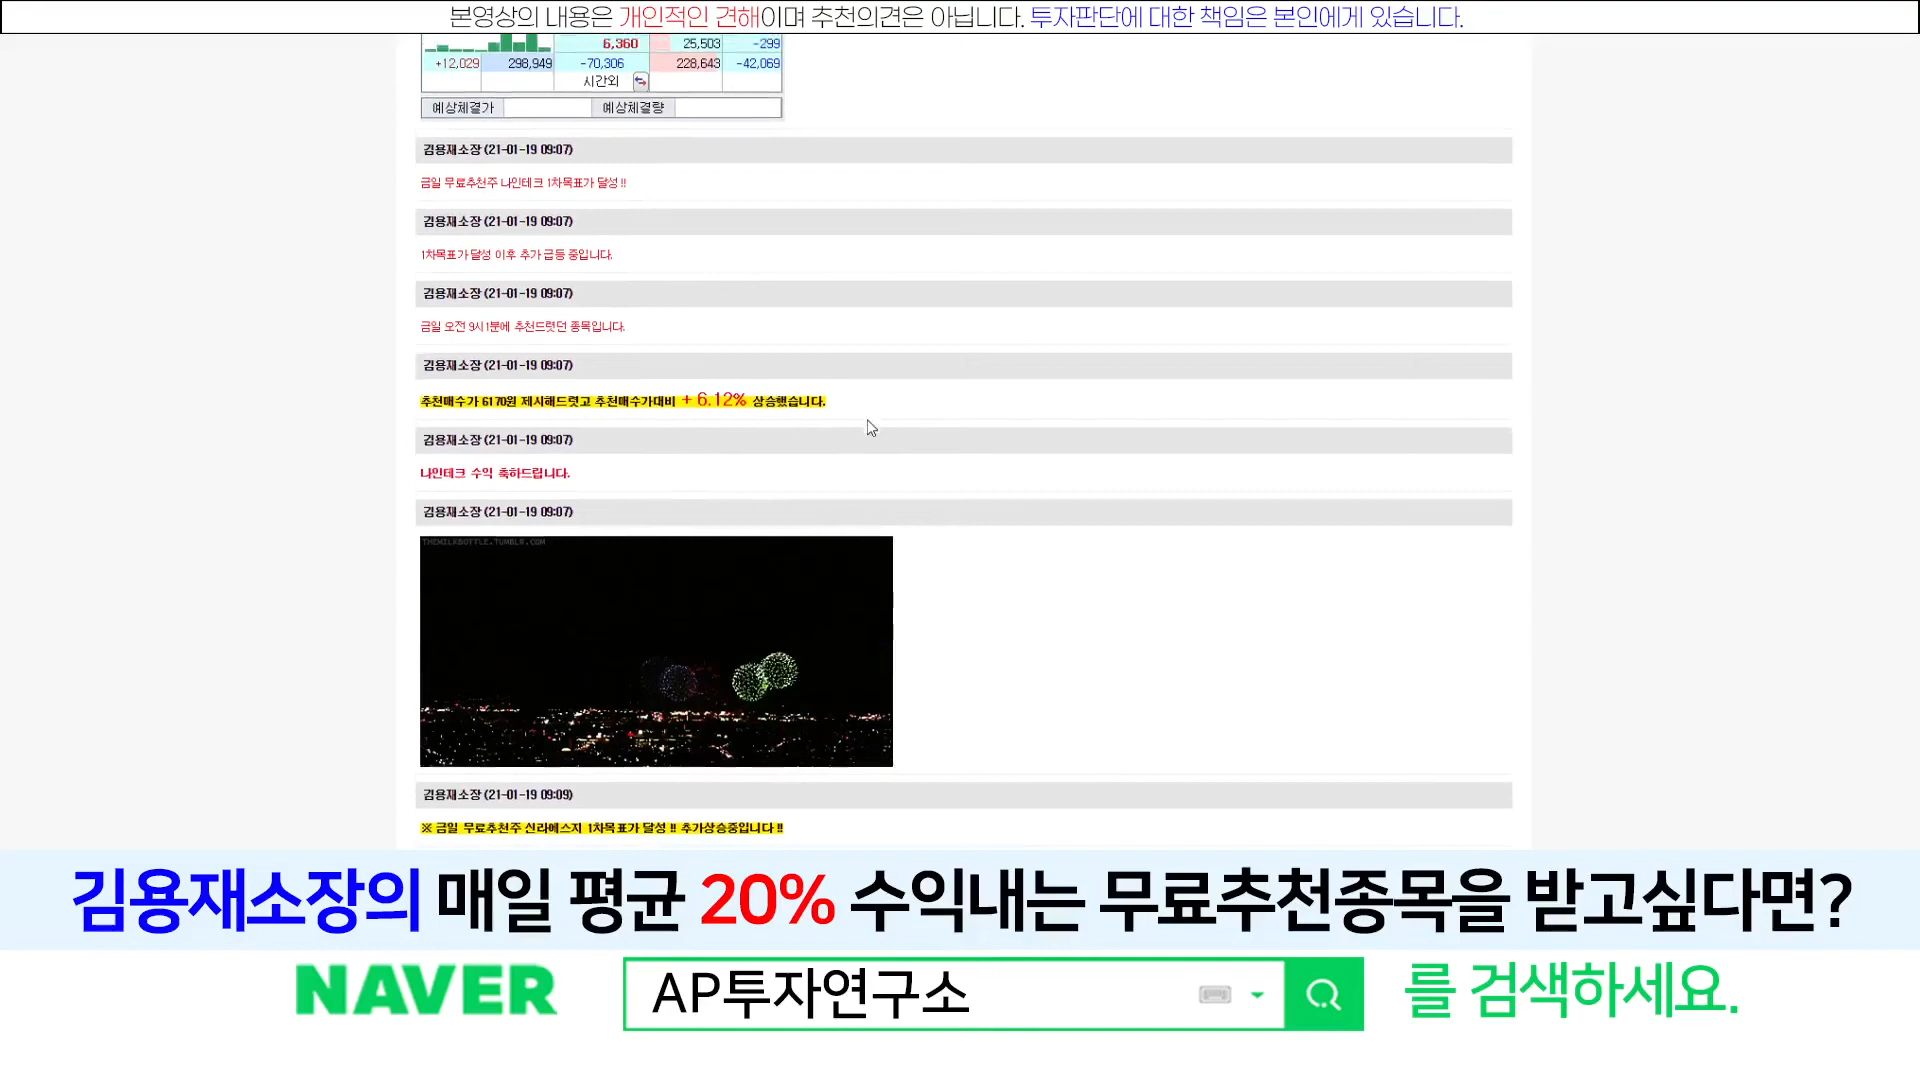 본영상의 내용은 개인적인 견해이며 추천의견은 아닙니다. 투자판단에 대한 책임은 본인에게 있습니다.
6,360 25,503 -299
+12,029 298,949 -70,306 228,643 -42,069
시간외
예상체결가 예상체결량
김용재소장 (21-01-19 09:07)
금일 무료추천주 나인테크 1차목표가 달성 !!
김용재소장 (21-01-19 09:07)
1차목표가 달성 이후 추가 급등 중입니다.
김용재소장 (21-01-19 09:07)
금일 오전 9시1분에 추천드렷던 종목입니다.
김용재소장 (21-01-19 09:07)
추천매수가 6170원 제시해드렷고 추천매수가대비 + 6.12% 상승했습니다.
김용재소장 (21-01-19 09:07)
나인테크 수익 축하드립니다.
김용재소장 (21-01-19 09:07)
THEMILKBOTTLE.TUMBLR.COM
김용재소장 (21-01-19 09:09)
※ 금일 무료추천주 신라에스지 1차목표가 달성 !! 추가상승중입니다 !!
김용재소장의 매일 평균 20% 수익내는 무료추천종목을 받고싶다면?
NAVER AP투자연구소 를 검색하세요.